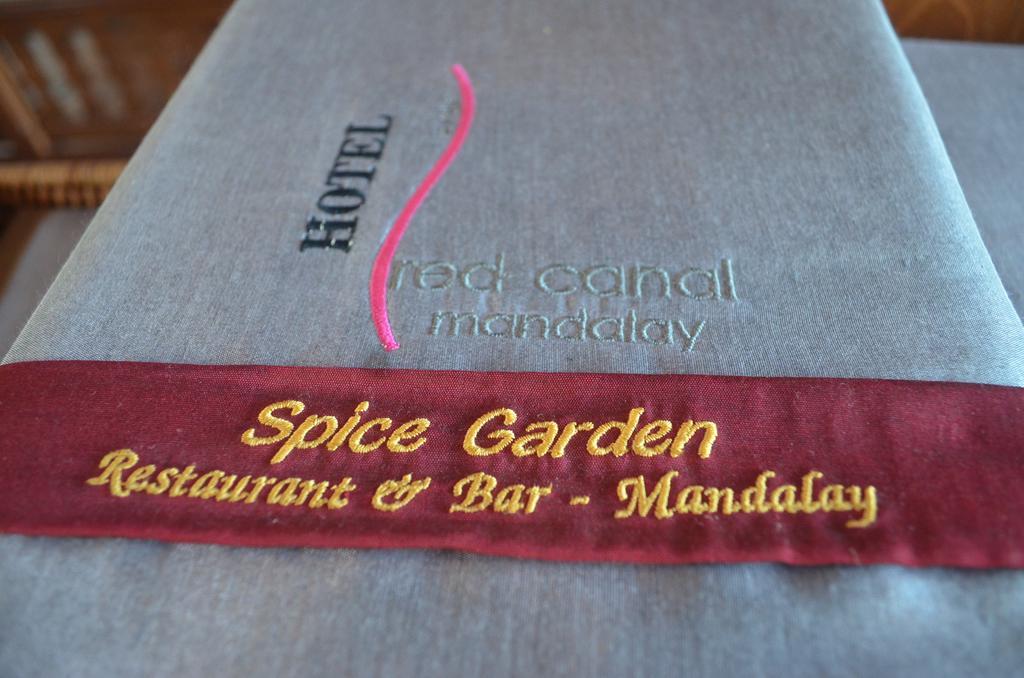 HOTEL
red canal
mandalay
Spice Garden
Restaurant & Bar - Mandalay